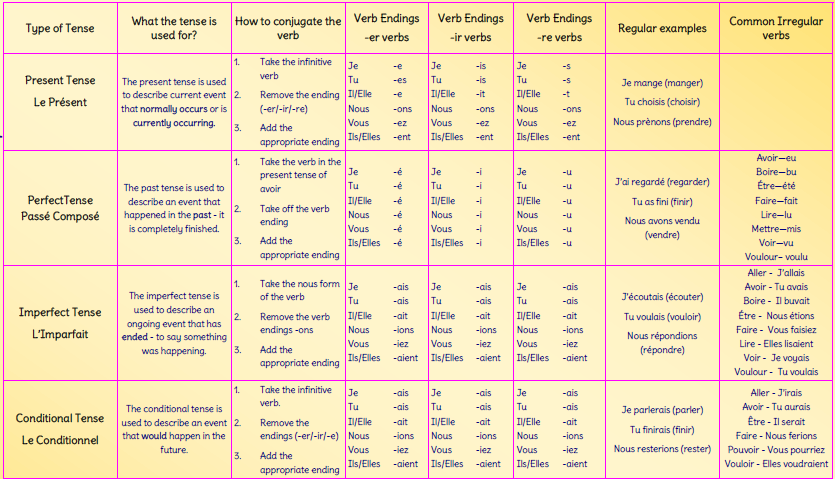 Type of Tense
What the tense is
used for?
How to conjugate the
verb
Verb Endings
-er verbs
Verb Endings
-ir verbs
Verb Endings
-re verbs
Regular examples
Common Irregular
verbs
Present Tense
Le Présent
The present tense is used
to describe current event
that normally occurs or is
currently occurring.
1. Take the infinitive
verb
2. Remove the ending
(-er/-ir/-re)
3. Add the
appropriate ending
Je -e
Tu -es
Il/Elle -e
Nous -ons
Vous -ez
Ils/Elles -ent
Je -is
Tu -is
Il/Elle -it
Nous -ons
Vous -ez
Ils/Elles -ent
Je -s
Tu -s
Il/Elle -t
Nous -ons
Vous -ez
Ils/Elles -ent
Je mange (manger)
Tu choisis (choisir)
Nous prènons (prendre)
PerfectTense
Passé Composé
The past tense is used to
describe an event that
happened in the past - it
is completely finished.
1. Take the verb in the
present tense of
avoir
2. Take off the verb
ending
3. Add the
appropriate ending
Je -é
Tu -é
Il/Elle -é
Nous -é
Vous -é
Ils/Elles -é
Je -i
Tu -i
Il/Elle -i
Nous -i
Vous -i
Ils/Elles -i
Je -u
Tu -u
Il/Elle -u
Nous -u
Vous -u
Ils/Elles -u
J'ai regardé (regarder)
Tu as fini (finir)
Nous avons vendu
(vendre)
Avoir—eu
Boire—bu
Être—été
Faire—fait
Lire—lu
Mettre—mis
Voir—vu
Voulour- voulu
Imperfect Tense
L'Imparfait
The imperfect tense is
used to describe an
ongoing event that has
ended - to say something
was happening.
1. Take the nous form
of the verb
2. Remove the verb
endings -ons
3. Add the
appropriate ending
Je -ais
Tu -ais
Il/Elle -ait
Nous -ions
Vous -iez
Ils/Elles -aient
Je -ais
Tu -ais
Il/Elle -ait
Nous -ions
Vous -iez
Ils/Elles -aient
Je -ais
Tu -ais
Il/Elle -ait
Nous -ions
Vous -iez
Ils/Elles -aient
J'écoutais (écouter)
Tu voulais (vouloir)
Nous répondions
(répondre)
Aller - J'allais
Avoir - Tu avais
Boire - Il buvait
Être - Nous étions
Faire - Vous faisiez
Lire - Elles lisaient
Voir - Je voyais
Voulour - Tu voulais
Conditional Tense
Le Conditionnel
The conditional tense is
used to describe an event
that would happen in the
future.
1. Take the infinitive
verb.
2. Remove the
endings (-er/-ir/-e)
3. Add the
appropriate ending
Je -ais
Tu -ais
Il/Elle -ait
Nous -ions
Vous -iez
Ils/Elles -aient
Je -ais
Tu -ais
Il/Elle -ait
Nous -ions
Vous -iez
Ils/Elles -aient
Je -ais
Tu -ais
Il/Elle -ait
Nous -ions
Vous -iez
Ils/Elles -aient
Je parlerais (parler)
Tu finirais (finir)
Nous resterions (rester)
Aller - J'irais
Avoir - Tu aurais
Être - Il serait
Faire - Nous ferions
Pouvoir - Vous pourriez
Vouloir - Elles voudraient